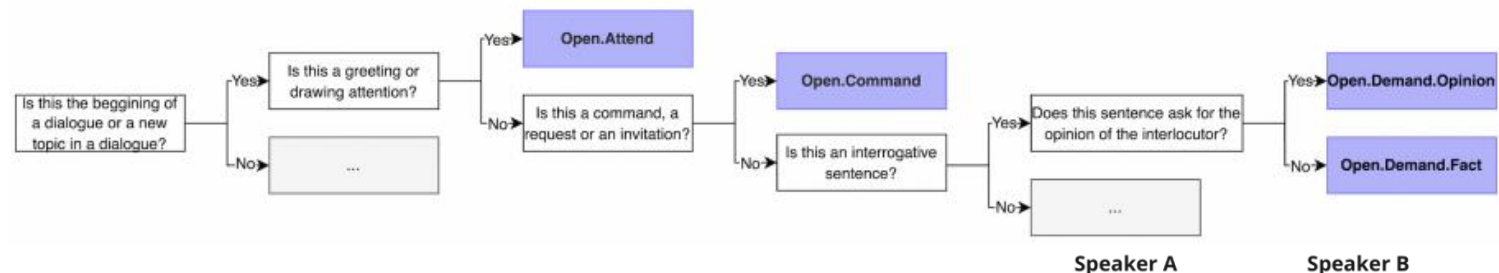 Is this the beggining of
a dialogue or a new
topic in a dialogue?
Yes
No
Is this a greeting or
drawing attention?
...
Yes
No
Open.Attend
Is this a command, a
request or an invitation?
Yes
No
Open.Command
Is this an interrogative
sentence?
Yes
No
Does this sentence ask for the
opinion of the interlocutor?
...
Yes
No
Open.Demand.Opinion
Open.Demand.Fact
Speaker A
Speaker B